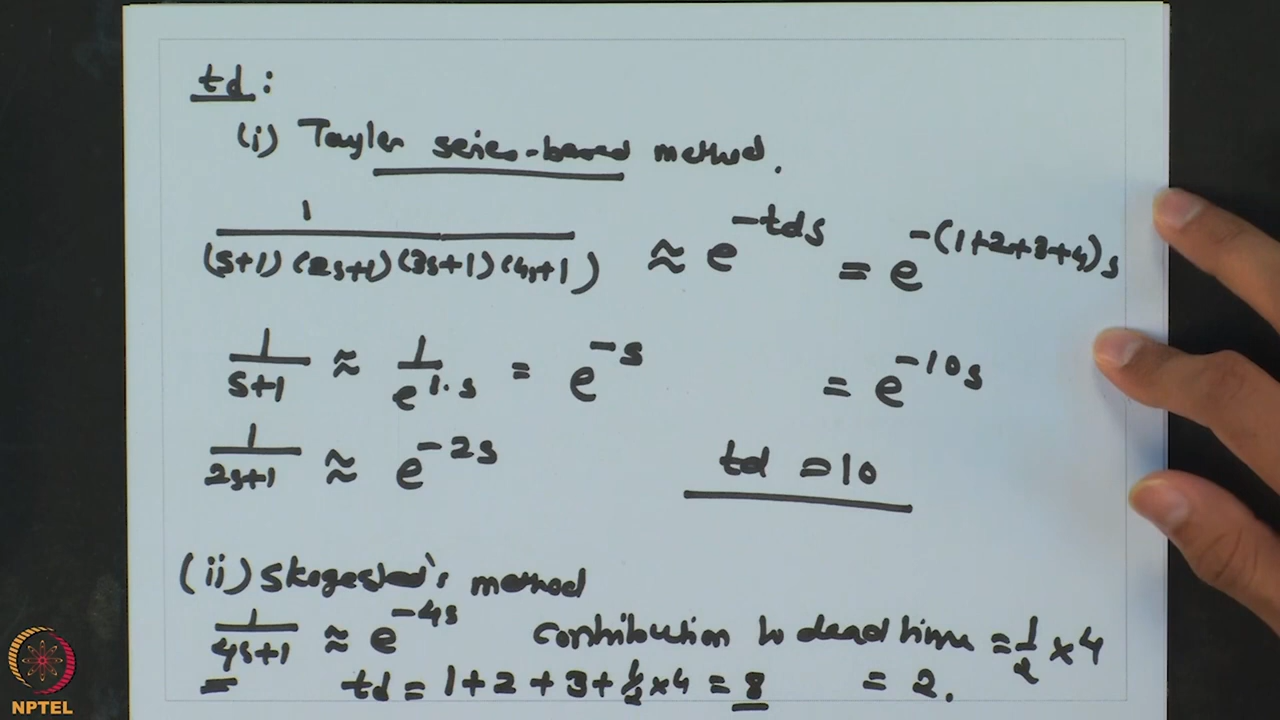 td:
(i) Tayler series-based method.
1/((s+1)(2s+1)(3s+1)(4s+1)) ≈ e^{-tds} = e^{-(1+2+3+4)s}
1/(s+1) ≈ 1/e^{1.s} = e^{-s}
= e^{-10s}
1/(2s+1) ≈ e^{-2s}
td = 10
(ii) Skogestad's method
1/(4s+1) ≈ e^{-4s} contribution to dead time = 1/2 × 4
td = 1+2+3+1/2×4 = 8 = 2.
NPTEL